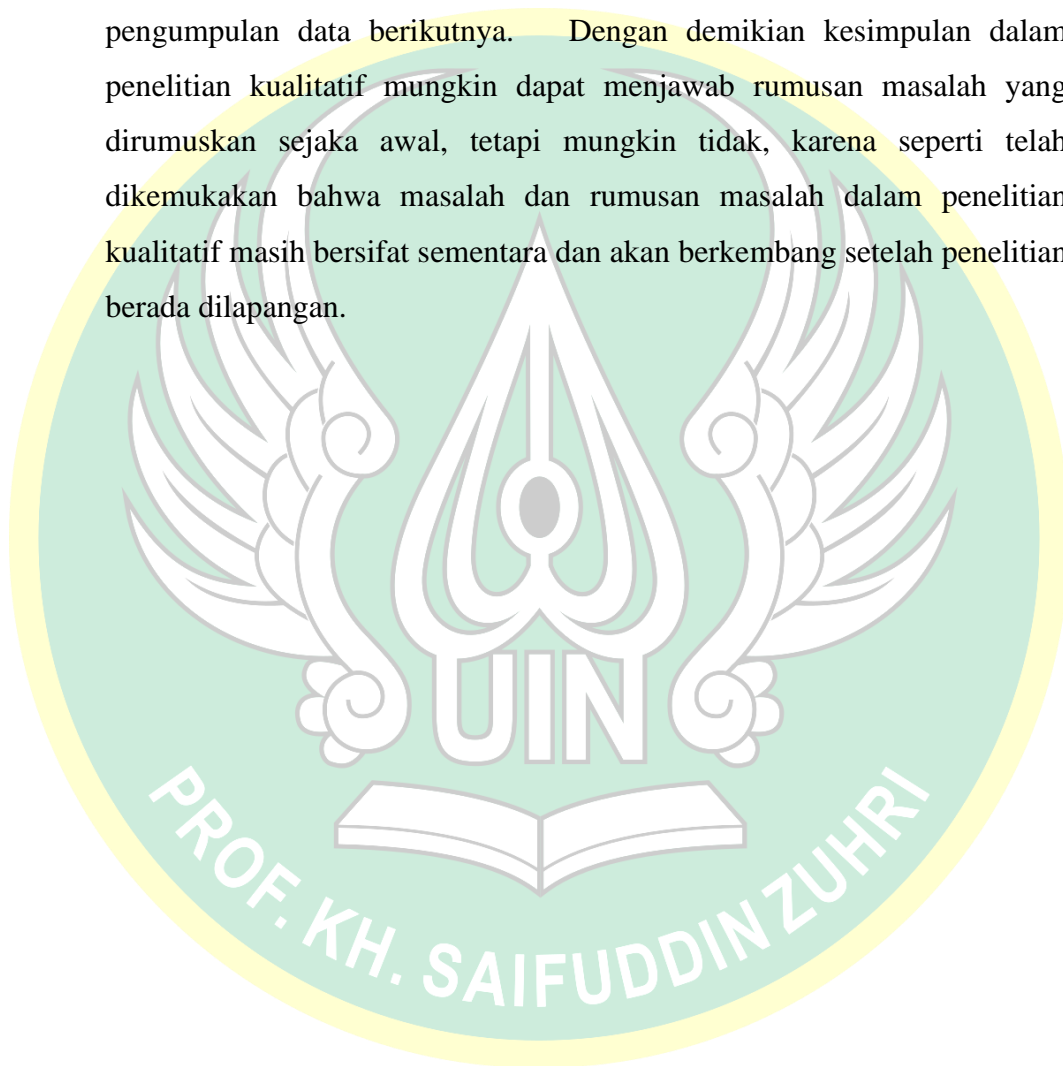 pengumpulan data berikutnya. Dengan demikian kesimpulan dalam
penelitian kualitatif mungkin dapat menjawab rumusan masalah yang
dirumuskan sejaka awal, tetapi mungkin tidak, karena seperti telah
dikemukakan bahwa masalah dan rumusan masalah dalam penelitian
kualitatif masih bersifat sementara dan akan berkembang setelah penelitian
berada dilapangan.
UIN
PROF. KH. SAIFUDDIN ZUHRI